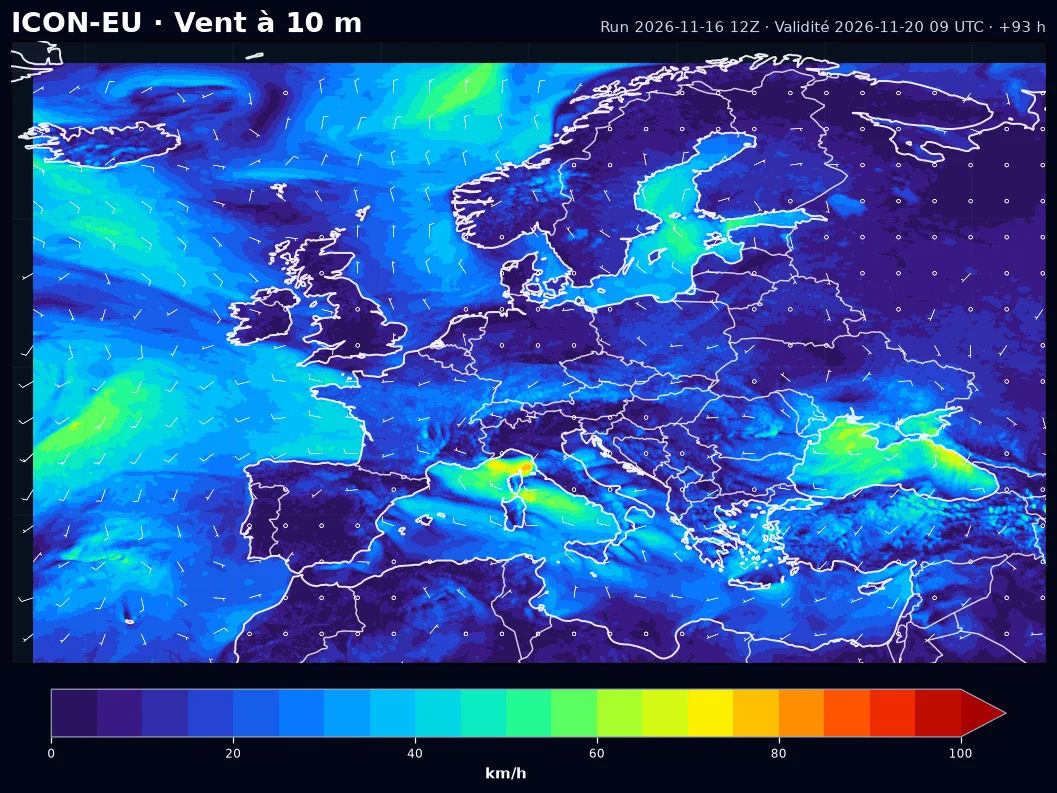 ICON-EU · Vent à 10 m
Run 2026-11-16 12Z · Validité 2026-11-20 09 UTC · +93 h
0 20 40 60 80 100
km/h